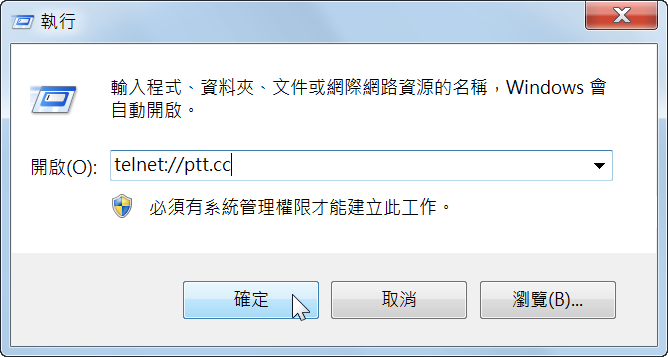 執行
輸入程式、資料夾、文件或網際網路資源的名稱，Windows 會
自動開啟。
開啟(O): telnet://ptt.cc
必須有系統管理權限才能建立此工作。
確定 取消 瀏覽(B)...